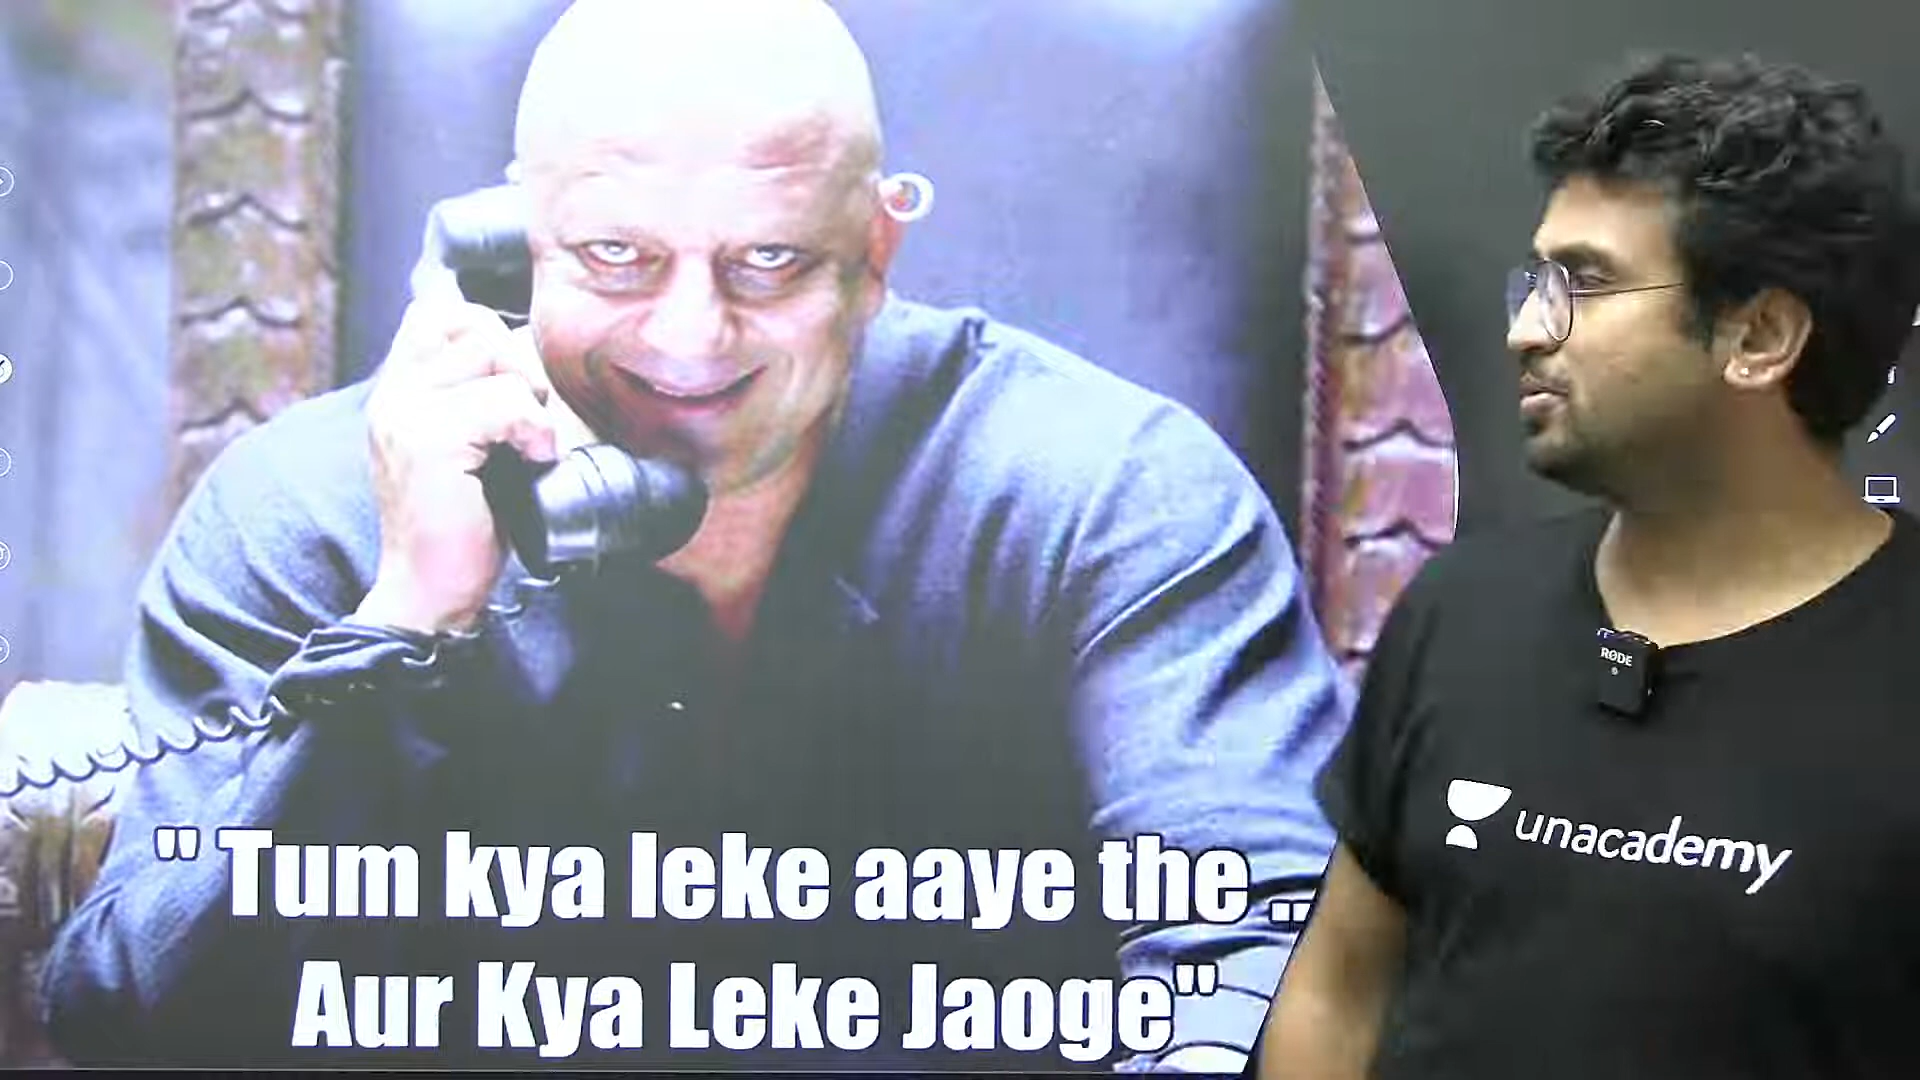 " Tum kya leke aaye the ...
Aur Kya Leke Jaoge"
RØDE
unacademy